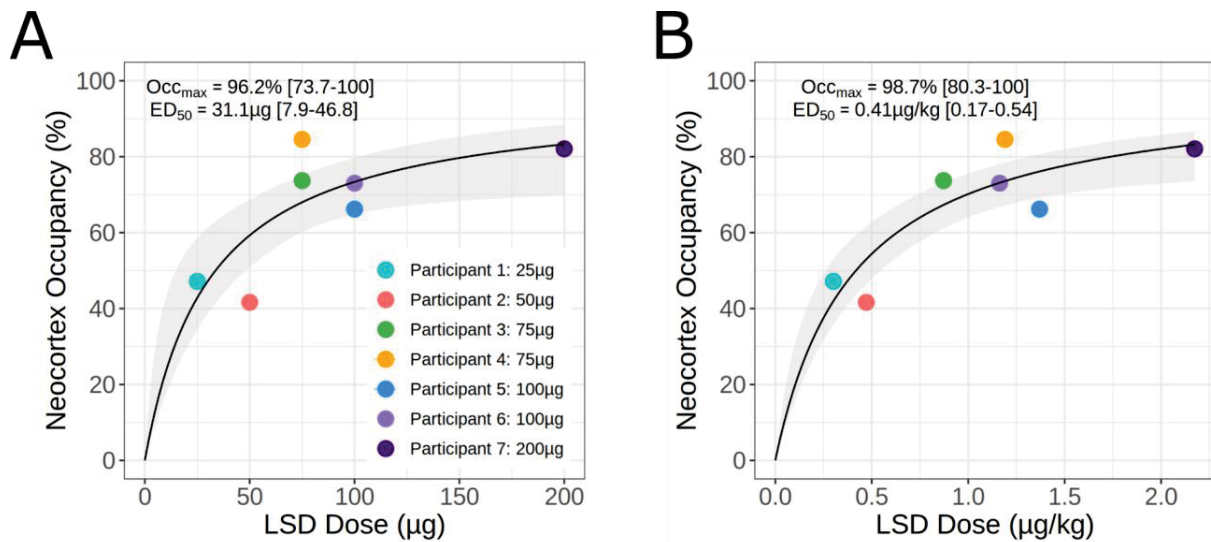 A
Occmax = 96.2% [73.7-100]
ED50 = 31.1µg [7.9-46.8]
Neocortex Occupancy (%)
100
80
60
40
20
0
Participant 1: 25µg
Participant 2: 50µg
Participant 3: 75µg
Participant 4: 75µg
Participant 5: 100µg
Participant 6: 100µg
Participant 7: 200µg
0 50 100 150 200
LSD Dose (µg)
B
Occmax = 98.7% [80.3-100]
ED50 = 0.41µg/kg [0.17-0.54]
Neocortex Occupancy (%)
100
80
60
40
20
0
0.0 0.5 1.0 1.5 2.0
LSD Dose (µg/kg)